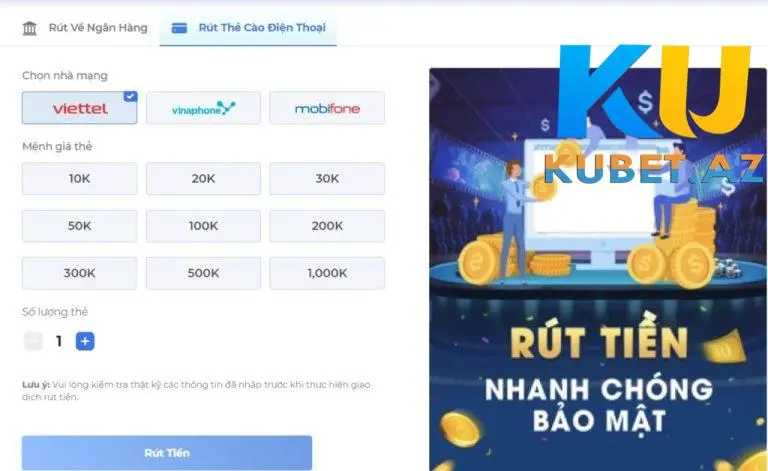 Rút Về Ngân Hàng
Rút Thẻ Cào Điện Thoại
Chọn nhà mạng
viettel
vinaphone
mobifone
Mệnh giá thẻ
10K
20K
30K
50K
100K
200K
300K
500K
1,000K
Số lượng thẻ
1
Lưu ý: Vui lòng kiểm tra thật kỹ các thông tin đã nhập trước khi thực hiện giao
dịch rút tiền.
Rút Tiền
KU
KUBET.AZ
RÚT TIỀN
NHANH CHÓNG
BẢO MẬT